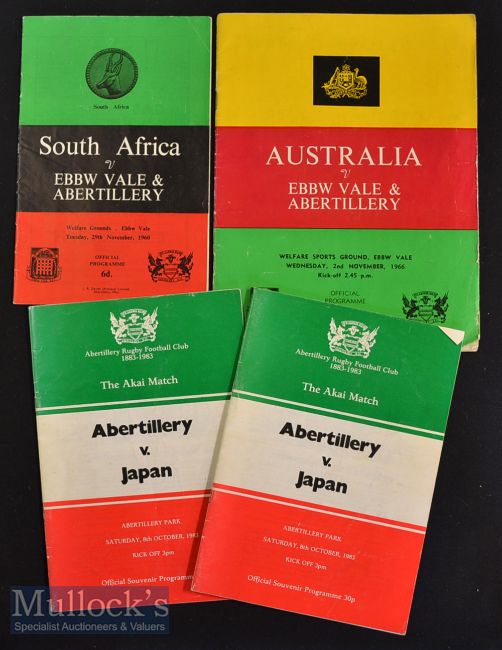 South Africa
South Africa
v
EBBW VALE &
ABERTILLERY
Welfare Grounds - Ebbw Vale
Tuesday, 29th November, 1960
OFFICIAL
PROGRAMME
6d.
AUSTRALIA
v
EBBW VALE &
ABERTILLERY
WELFARE SPORTS GROUND, EBBW VALE
WEDNESDAY, 2nd NOVEMBER, 1966
Kick-off 2.45 p.m.
OFFICIAL
PROGRAMME
Abertillery Rugby Football Club
1883-1983
The Akai Match
Abertillery
v.
Japan
ABERTILLERY PARK
SATURDAY, 8th OCTOBER, 1983
KICK OFF 3pm
Official Souvenir Programme
Abertillery Rugby Football Club
1883-1983
The Akai Match
Abertillery
v.
Japan
ABERTILLERY PARK
SATURDAY, 8th OCTOBER, 1983
KICK OFF 3pm
Official Souvenir Programme 30p
Mullock's
Specialist Auctioneers & Valuers